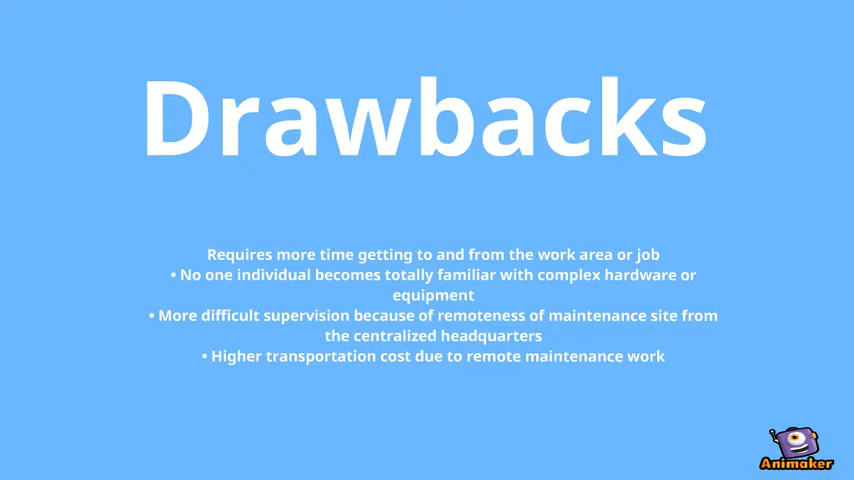 Drawbacks
Requires more time getting to and from the work area or job
• No one individual becomes totally familiar with complex hardware or
equipment
• More difficult supervision because of remoteness of maintenance site from
the centralized headquarters
• Higher transportation cost due to remote maintenance work
Animaker